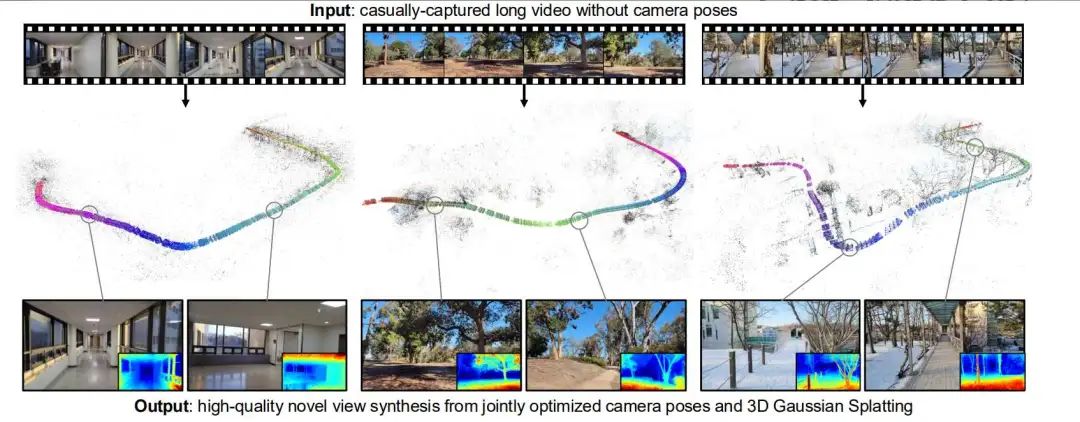 Input: casually-captured long video without camera poses
Output: high-quality novel view synthesis from jointly optimized camera poses and 3D Gaussian Splatting